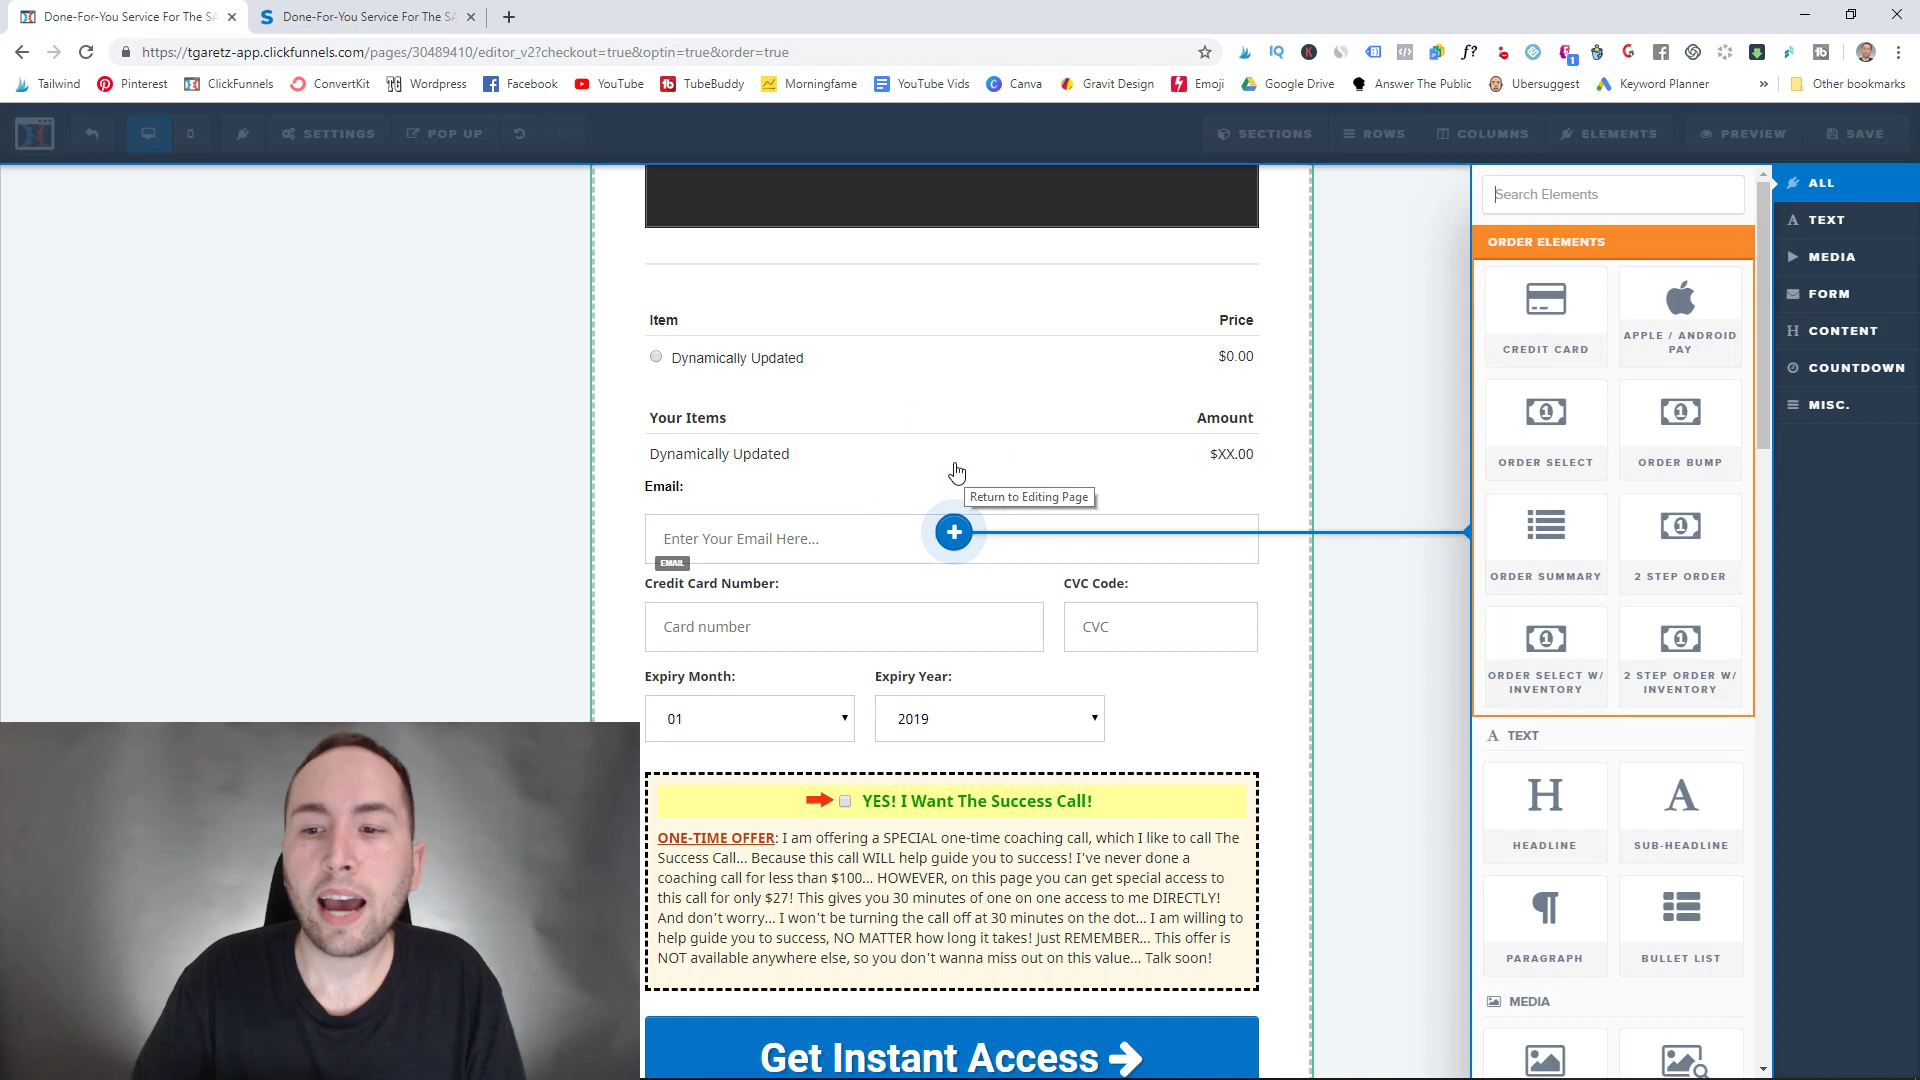 Done-For-You Service For The SA
Done-For-You Service For The SA
https://tgaretz-app.clickfunnels.com/pages/30489410/editor_v2?checkout=true&optin=true&order=true
Tailwind
Pinterest
ClickFunnels
ConvertKit
Wordpress
Facebook
YouTube
TubeBuddy
Morningfame
YouTube Vids
Canva
Gravit Design
Emoji
Google Drive
Answer The Public
Ubersuggest
Keyword Planner
»
Other bookmarks
SETTINGS
POP UP
SECTIONS
ROWS
COLUMNS
ELEMENTS
PREVIEW
SAVE
Item Price
Dynamically Updated $0.00
Your Items Amount
Dynamically Updated $XX.00
Email:
Return to Editing Page
Enter Your Email Here...
EMAIL
Credit Card Number: CVC Code:
Card number CVC
Expiry Month: Expiry Year:
01 2019
YES! I Want The Success Call!
ONE-TIME OFFER: I am offering a SPECIAL one-time coaching call, which I like to call The
Success Call... Because this call WILL help guide you to success! I've never done a
coaching call for less than $100... HOWEVER, on this page you can get special access to
this call for only $27! This gives you 30 minutes of one on one access to me DIRECTLY!
And don't worry... I won't be turning the call off at 30 minutes on the dot... I am willing to
help guide you to success, NO MATTER how long it takes! Just REMEMBER... This offer is
NOT available anywhere else, so you don't wanna miss out on this value... Talk soon!
Get Instant Access
Search Elements
ORDER ELEMENTS
CREDIT CARD
APPLE / ANDROID
PAY
ORDER SELECT
ORDER BUMP
ORDER SUMMARY
2 STEP ORDER
ORDER SELECT W/
INVENTORY
2 STEP ORDER W/
INVENTORY
TEXT
HEADLINE
SUB-HEADLINE
PARAGRAPH
BULLET LIST
MEDIA
ALL
TEXT
MEDIA
FORM
CONTENT
COUNTDOWN
MISC.